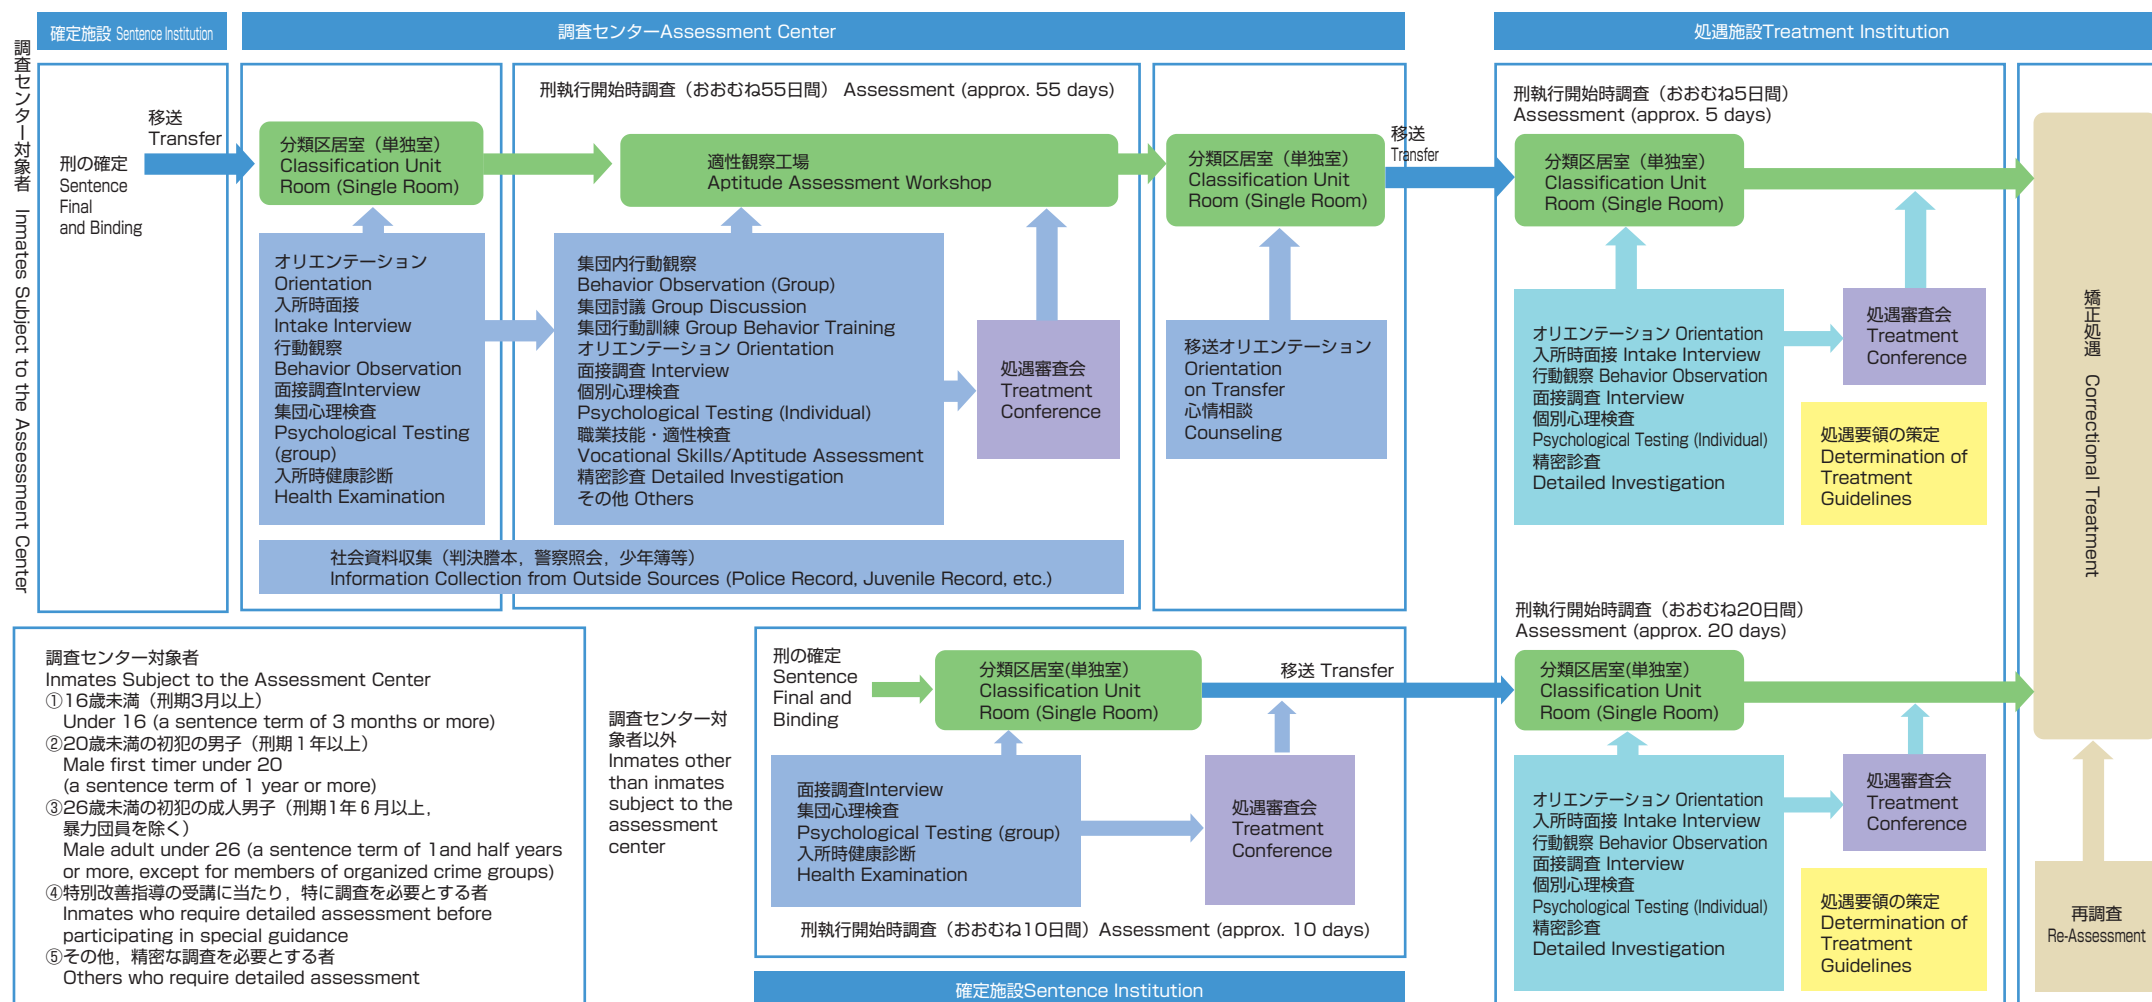 確定施設 Sentence Institution
調査センターAssessment Center
処遇施設Treatment Institution
調査センター対象者 Inmates Subject to the Assessment Center
刑の確定
Sentence
Final
and Binding
移送
Transfer
刑執行開始時調査（おおむね55日間） Assessment (approx. 55 days)
分類区居室（単独室）
Classification Unit
Room (Single Room)
適性観察工場
Aptitude Assessment Workshop
分類区居室（単独室）
Classification Unit
Room (Single Room)
移送
Transfer
オリエンテーション
Orientation
入所時面接
Intake Interview
行動観察
Behavior Observation
面接調査Interview
集団心理検査
Psychological Testing
(group)
入所時健康診断
Health Examination
集団内行動観察
Behavior Observation (Group)
集団討議 Group Discussion
集団行動訓練 Group Behavior Training
オリエンテーション Orientation
面接調査 Interview
個別心理検査
Psychological Testing (Individual)
職業技能・適性検査
Vocational Skills/Aptitude Assessment
精密診査 Detailed Investigation
その他 Others
処遇審査会
Treatment
Conference
移送オリエンテーション
Orientation
on Transfer
心情相談
Counseling
社会資料収集（判決謄本，警察照会，少年簿等）
Information Collection from Outside Sources (Police Record, Juvenile Record, etc.)
刑執行開始時調査（おおむね5日間）
Assessment (approx. 5 days)
分類区居室（単独室）
Classification Unit
Room (Single Room)
オリエンテーション Orientation
入所時面接 Intake Interview
行動観察 Behavior Observation
面接調査 Interview
個別心理検査
Psychological Testing (Individual)
精密診査
Detailed Investigation
処遇審査会
Treatment
Conference
処遇要領の策定
Determination of
Treatment
Guidelines
矯正処遇 Correctional Treatment
調査センター対象者
Inmates Subject to the Assessment Center
①16歳未満（刑期3月以上）
Under 16 (a sentence term of 3 months or more)
②20歳未満の初犯の男子（刑期１年以上）
Male first timer under 20
(a sentence term of 1 year or more)
③26歳未満の初犯の成人男子（刑期1年６月以上，
暴力団員を除く）
Male adult under 26 (a sentence term of 1and half years
or more, except for members of organized crime groups)
④特別改善指導の受講に当たり，特に調査を必要とする者
Inmates who require detailed assessment before
participating in special guidance
⑤その他，精密な調査を必要とする者
Others who require detailed assessment
調査センター対
象者以外
Inmates other
than inmates
subject to the
assessment
center
刑の確定
Sentence
Final and
Binding
分類区居室(単独室）
Classification Unit
Room (Single Room)
移送 Transfer
面接調査Interview
集団心理検査
Psychological Testing (group)
入所時健康診断
Health Examination
処遇審査会
Treatment
Conference
刑執行開始時調査（おおむね10日間）Assessment (approx. 10 days)
確定施設Sentence Institution
刑執行開始時調査（おおむね20日間）
Assessment (approx. 20 days)
分類区居室(単独室）
Classification Unit
Room (Single Room)
オリエンテーション Orientation
入所時面接 Intake Interview
行動観察 Behavior Observation
面接調査 Interview
個別心理検査
Psychological Testing (Individual)
精密診査
Detailed Investigation
処遇審査会
Treatment
Conference
処遇要領の策定
Determination of
Treatment
Guidelines
再調査
Re-Assessment